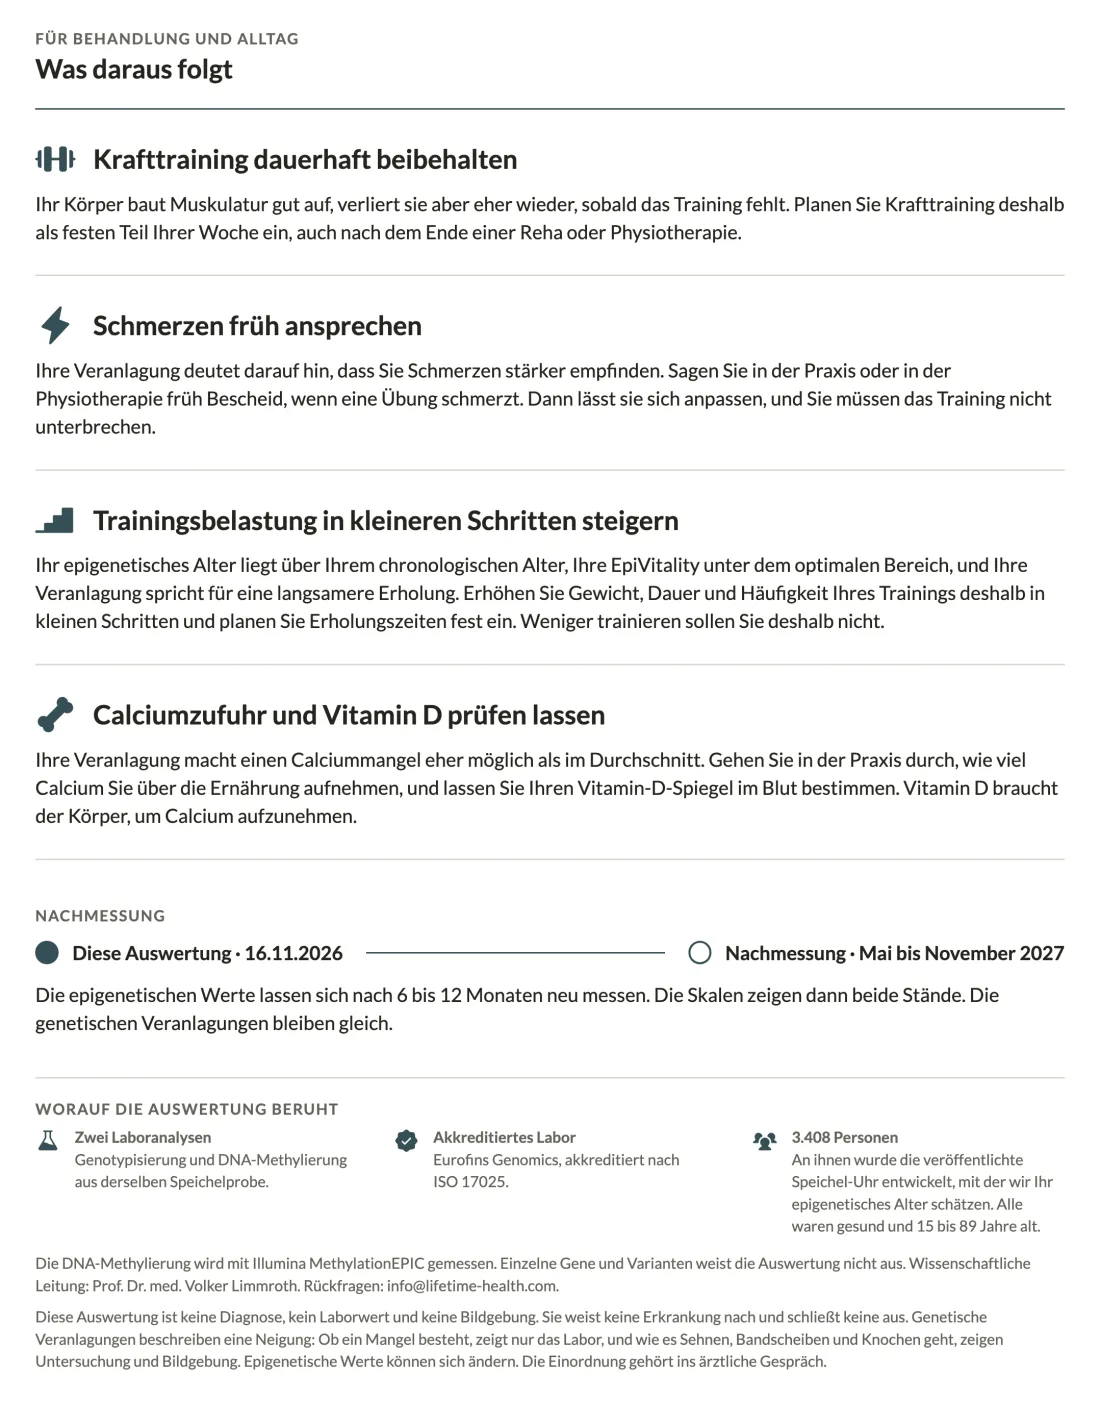 FÜR BEHANDLUNG UND ALLTAG
Was daraus folgt
Krafttraining dauerhaft beibehalten
Ihr Körper baut Muskulatur gut auf, verliert sie aber eher wieder, sobald das Training fehlt. Planen Sie Krafttraining deshalb
als festen Teil Ihrer Woche ein, auch nach dem Ende einer Reha oder Physiotherapie.
Schmerzen früh ansprechen
Ihre Veranlagung deutet darauf hin, dass Sie Schmerzen stärker empfinden. Sagen Sie in der Praxis oder in der
Physiotherapie früh Bescheid, wenn eine Übung schmerzt. Dann lässt sie sich anpassen, und Sie müssen das Training nicht
unterbrechen.
Trainingsbelastung in kleineren Schritten steigern
Ihr epigenetisches Alter liegt über Ihrem chronologischen Alter, Ihre EpiVitality unter dem optimalen Bereich, und Ihre
Veranlagung spricht für eine langsamere Erholung. Erhöhen Sie Gewicht, Dauer und Häufigkeit Ihres Trainings deshalb in
kleinen Schritten und planen Sie Erholungszeiten fest ein. Weniger trainieren sollen Sie deshalb nicht.
Calciumzufuhr und Vitamin D prüfen lassen
Ihre Veranlagung macht einen Calciummangel eher möglich als im Durchschnitt. Gehen Sie in der Praxis durch, wie viel
Calcium Sie über die Ernährung aufnehmen, und lassen Sie Ihren Vitamin-D-Spiegel im Blut bestimmen. Vitamin D braucht
der Körper, um Calcium aufzunehmen.
NACHMESSUNG
Diese Auswertung · 16.11.2026
Nachmessung · Mai bis November 2027
Die epigenetischen Werte lassen sich nach 6 bis 12 Monaten neu messen. Die Skalen zeigen dann beide Stände. Die
genetischen Veranlagungen bleiben gleich.
WORAUF DIE AUSWERTUNG BERUHT
Zwei Laboranalysen
Genotypisierung und DNA-Methylierung
aus derselben Speichelprobe.
Akkreditiertes Labor
Eurofins Genomics, akkreditiert nach
ISO 17025.
3.408 Personen
An ihnen wurde die veröffentlichte
Speichel-Uhr entwickelt, mit der wir Ihr
epigenetisches Alter schätzen. Alle
waren gesund und 15 bis 89 Jahre alt.
Die DNA-Methylierung wird mit Illumina MethylationEPIC gemessen. Einzelne Gene und Varianten weist die Auswertung nicht aus. Wissenschaftliche
Leitung: Prof. Dr. med. Volker Limmroth. Rückfragen: info@lifetime-health.com.
Diese Auswertung ist keine Diagnose, kein Laborwert und keine Bildgebung. Sie weist keine Erkrankung nach und schließt keine aus. Genetische
Veranlagungen beschreiben eine Neigung: Ob ein Mangel besteht, zeigt nur das Labor, und wie es Sehnen, Bandscheiben und Knochen geht, zeigen
Untersuchung und Bildgebung. Epigenetische Werte können sich ändern. Die Einordnung gehört ins ärztliche Gespräch.